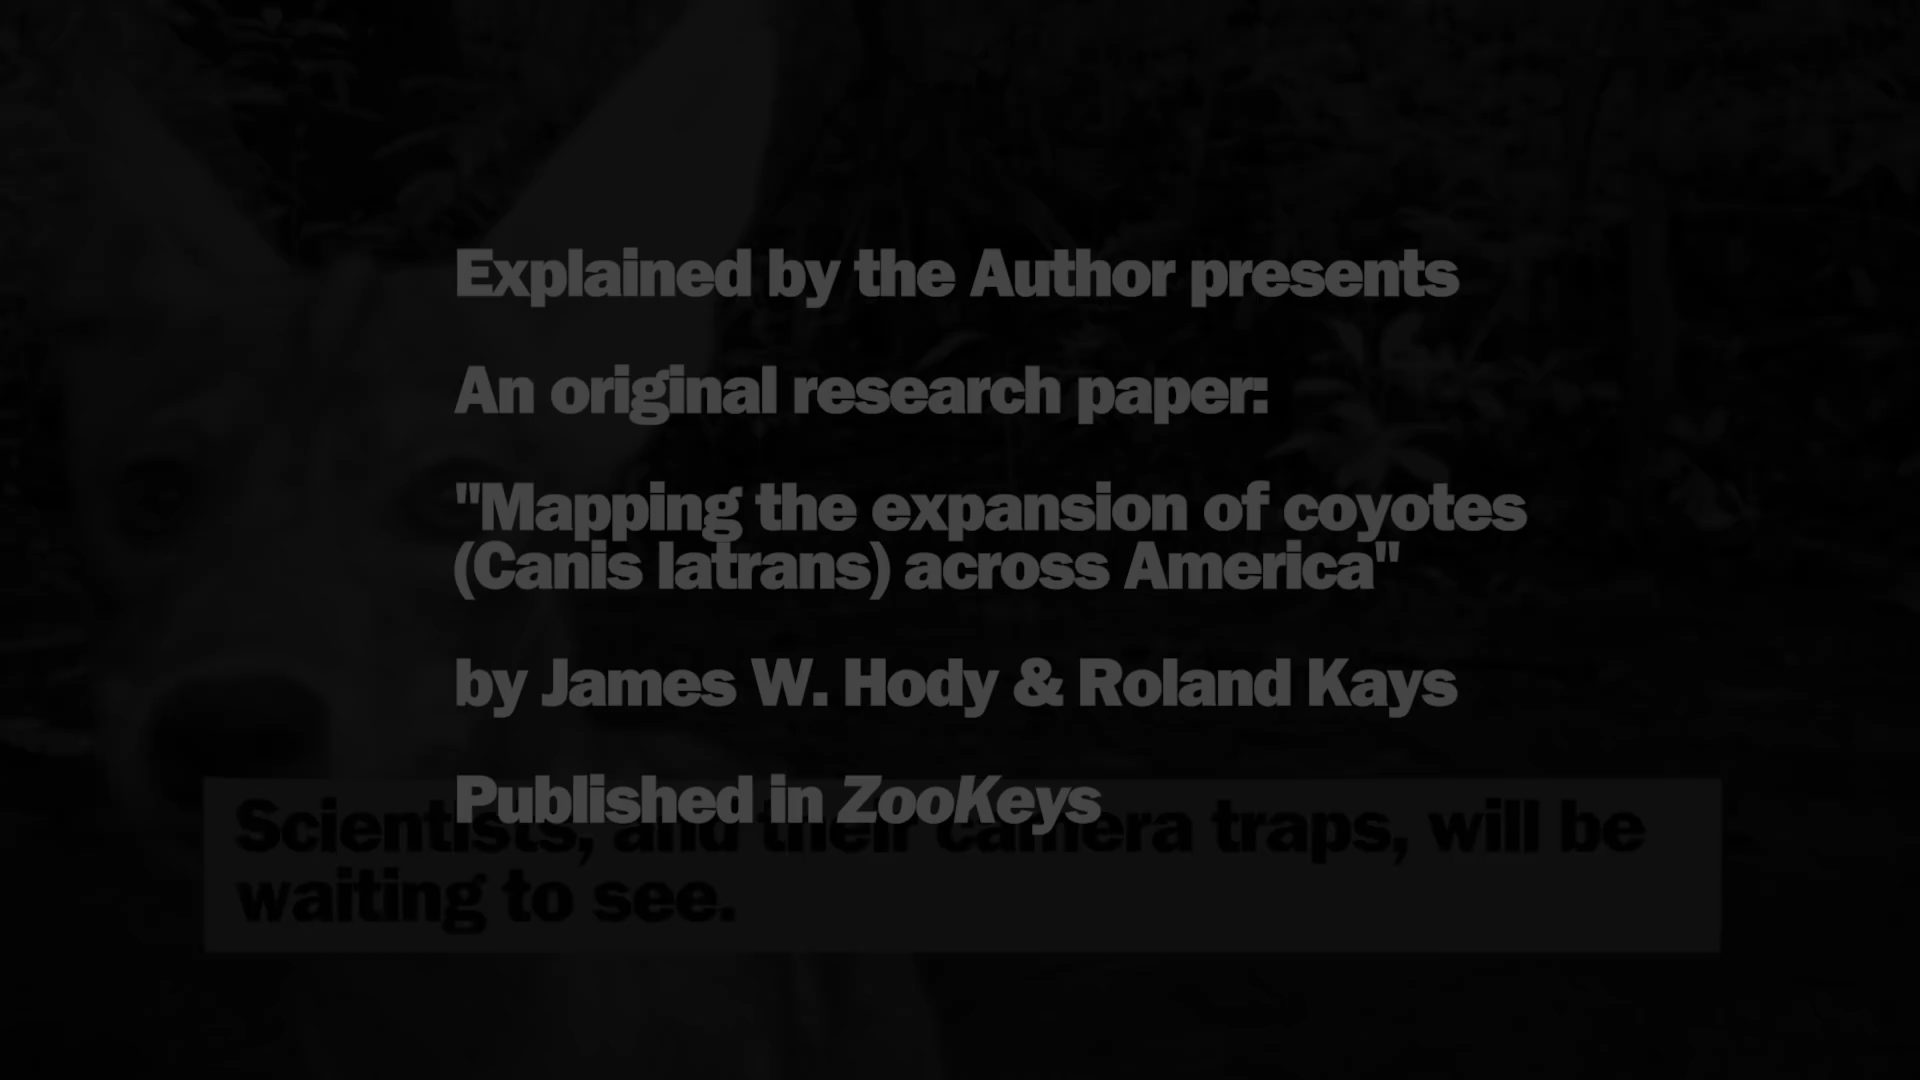 Explained by the Author presents
An original research paper:
"Mapping the expansion of coyotes
(Canis latrans) across America"
by James W. Hody & Roland Kays
Published in ZooKeys
Scientists, and their camera traps, will be
waiting to see.